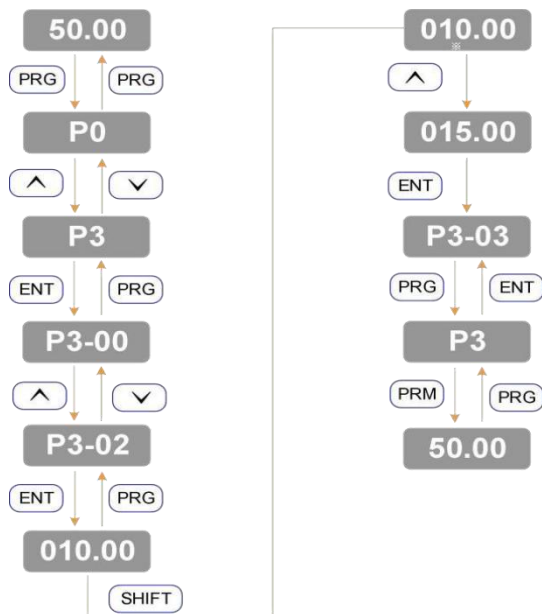 50.00
PRG PRG
P0
P3
ENT PRG
P3-00
P3-02
ENT PRG
010.00
SHIFT
010.00
※
015.00
ENT
P3-03
PRG ENT
P3
PRM PRG
50.00